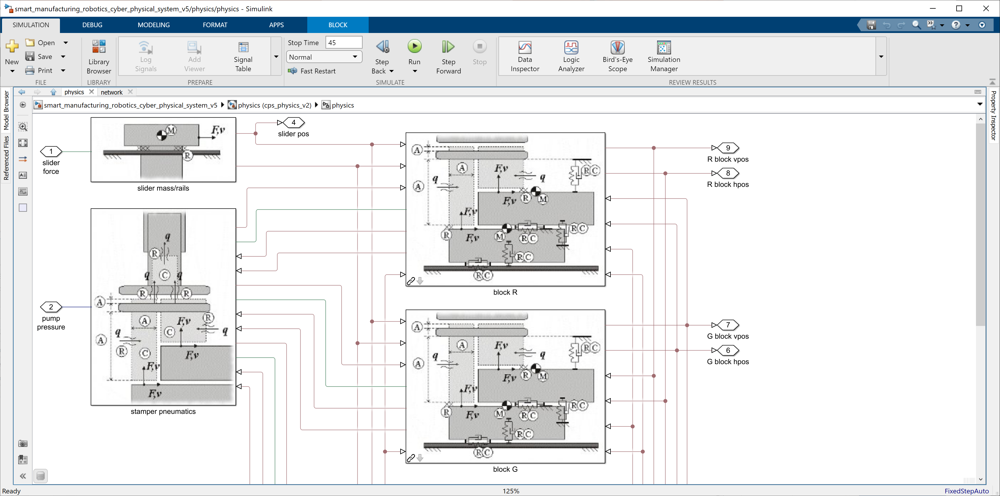 smart_manufacturing_robotics_cyber_physical_system_v5/physics/physics - Simulink
SIMULATION DEBUG MODELING FORMAT APPS BLOCK
New
Open
Save
Print
FILE
Library
Browser
LIBRARY
Log
Signals
Add
Viewer
Signal
Table
PREPARE
Stop Time 45
Normal
Fast Restart
Step
Back
Run
Step
Forward
Stop
SIMULATE
Data
Inspector
Logic
Analyzer
Bird's-Eye
Scope
Simulation
Manager
REVIEW RESULTS
Model Browser
Referenced Files
Property Inspector
physics network
smart_manufacturing_robotics_cyber_physical_system_v5 physics (cps_physics_v2) physics
1
slider
force
M
F,v
R
slider mass/rails
4
slider pos
2
pump
pressure
q
R
C
q q
R R
A
A
F,v
R
q
C
q
A
R
C
F,v
F,v
F,v
stamper pneumatics
A
A
F,v
R C
q
q
A
R M
F,v
F,v
R
F,v
M
R C
R C
R C
R C
block R
A
A
F,v
R C
q
q
A
R M
F,v
F,v
R
F,v
M
R C
R C
R C
R C
block G
9
R block vpos
8
R block hpos
7
G block vpos
6
G block hpos
Ready
125%
FixedStepAuto